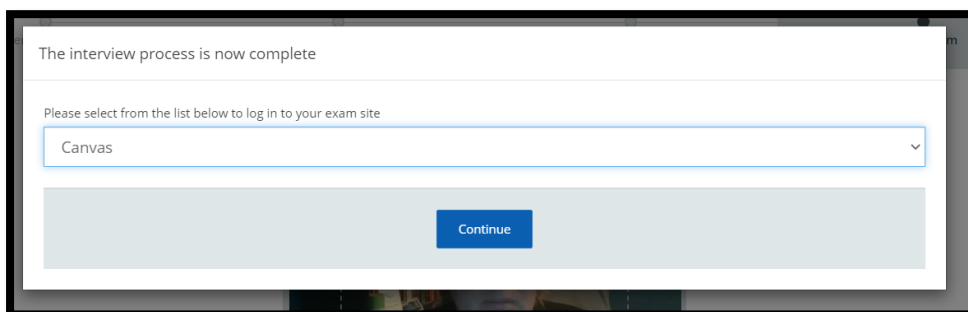 The interview process is now complete
Please select from the list below to log in to your exam site
Canvas
Continue